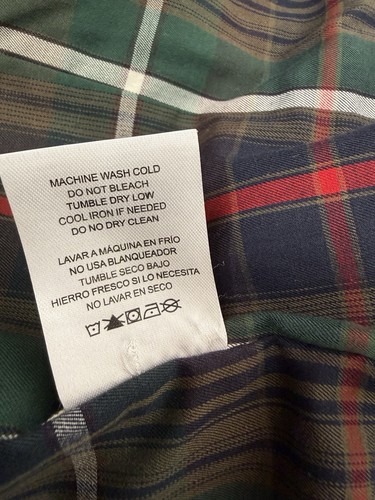 MACHINE WASH COLD
DO NOT BLEACH
TUMBLE DRY LOW
COOL IRON IF NEEDED
DO NO DRY CLEAN
LAVAR A MÁQUINA EN FRÍO
NO USA BLANQUEADOR
TUMBLE SECO BAJO
HIERRO FRESCO SI LO NECESITA
NO LAVAR EN SECO